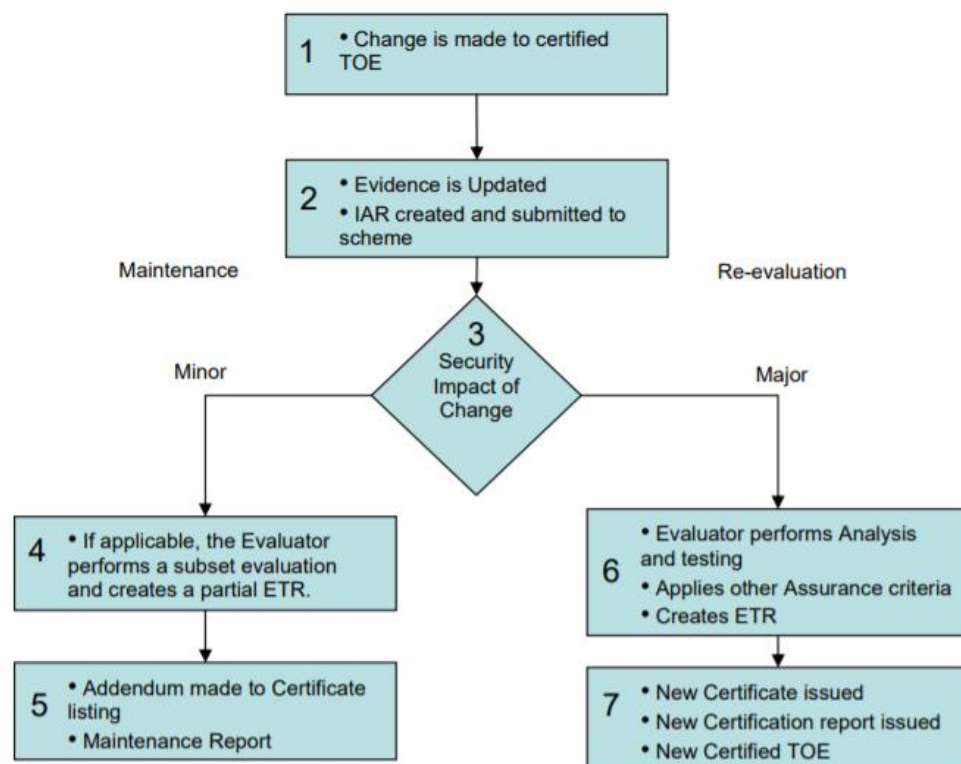 1 • Change is made to certified
TOE
2 • Evidence is Updated
• IAR created and submitted to
scheme
Maintenance
Re-evaluation
3
Security
Impact of
Change
Minor
Major
4 • If applicable, the Evaluator
performs a subset evaluation
and creates a partial ETR.
5 • Addendum made to Certificate
listing
• Maintenance Report
6 • Evaluator performs Analysis
and testing
• Applies other Assurance criteria
• Creates ETR
7 • New Certificate issued
• New Certification report issued
• New Certified TOE